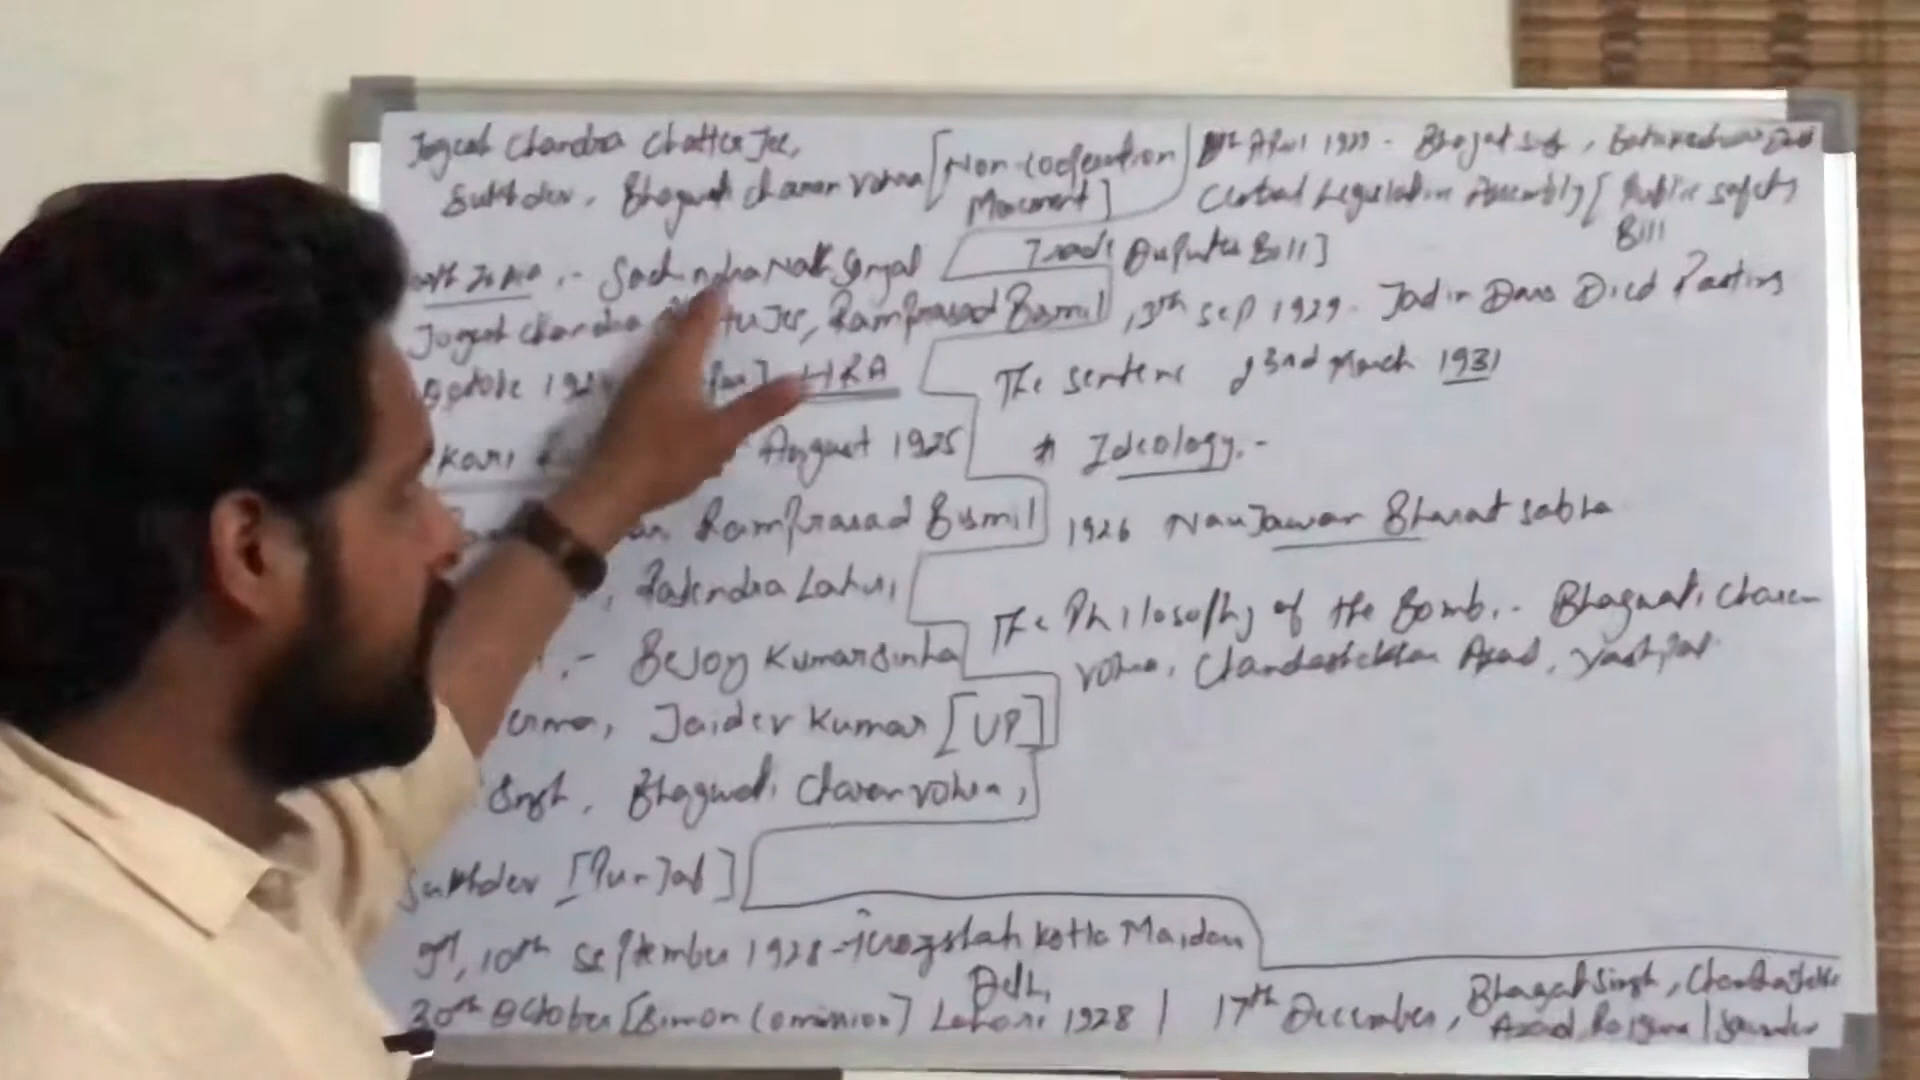 Jogesh Chandra Chatterjee,
Sukhdev, Bhagwati Charan Vohra [Non-Cooperation
Movement]
Sachindra Nath Sanyal
Jogesh Chandra Ramprasad Bismil
October HRA
August 1925
Ramprasad Bismil
Rajendra Lahiri
:- Bejoy Kumar Sinha
Jaidev Kumar [UP]
Singh, Bhagwati Charan Vohra,
Sukhdev [Punjab]
9th, 10th September 1928 - Firozshah Kotla Maidan
Delhi
30th October [Simon Commission] Lahore 1928 |
April 1929 - Bhagat Singh, Batukeshwar Dutt
Central Legislative Assembly [Public Safety
Bill
Trade Disputes Bill]
13th Sep 1929 - Jatin Das Died Fasting
The sentence 23rd March 1931
* Ideology:-
1926 Naujawan Bharat Sabha
The Philosophy of the Bomb:- Bhagwati Charan
Vohra, Chandrashekhar Azad, Yashpal
17th December, Bhagat Singh, Chandrashekhar
Azad, Rajguru | Saunders